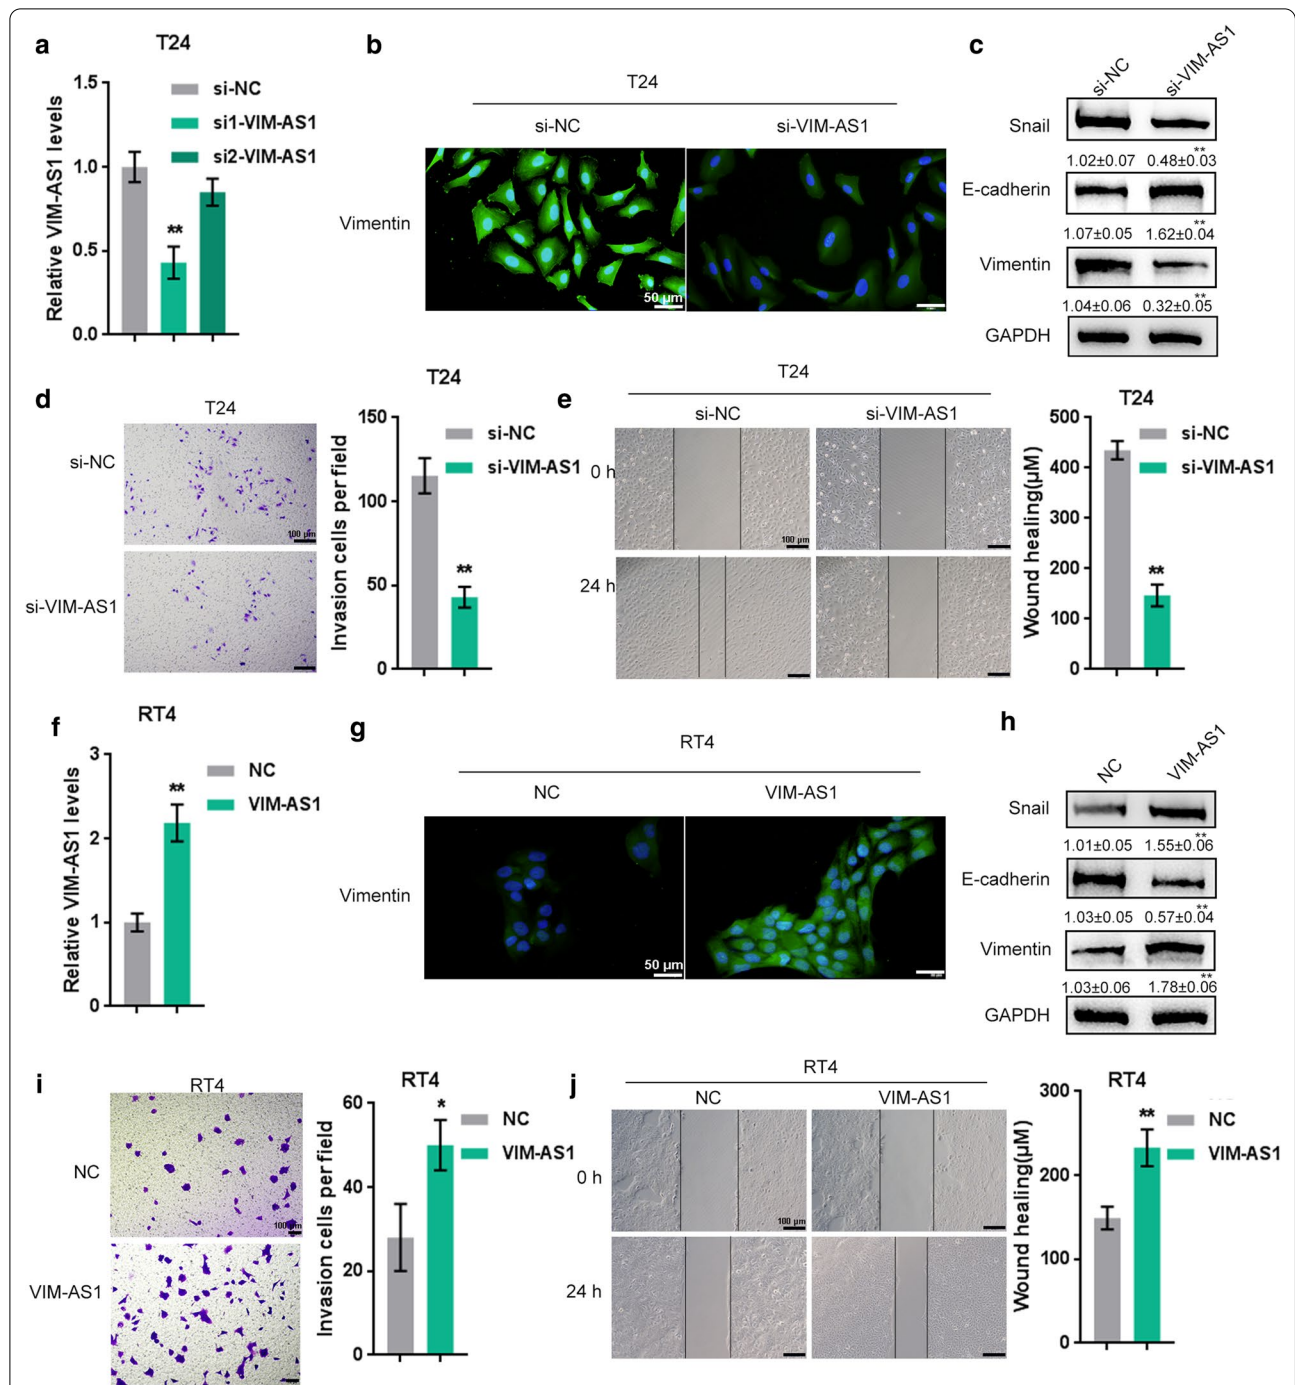 a
T24
1.5
1.0
0.5
0.0
Relative VIM-AS1 levels
si-NC
si1-VIM-AS1
si2-VIM-AS1
**
b
T24
si-NC
si-VIM-AS1
Vimentin
50 µm
c
si-NC
si-VIM-AS1
Snail
**
1.02±0.07 0.48±0.03
E-cadherin
**
1.07±0.05 1.62±0.04
Vimentin
**
1.04±0.06 0.32±0.05
GAPDH
d
T24
si-NC
100 µm
si-VIM-AS1
T24
150
100
50
0
Invasion cells per field
si-NC
si-VIM-AS1
**
e
T24
si-NC
si-VIM-AS1
0 h
100 µm
24 h
T24
500
400
300
200
100
0
Wound healing(µM)
si-NC
si-VIM-AS1
**
f
RT4
3
2
1
0
Relative VIM-AS1 levels
NC
VIM-AS1
**
g
RT4
NC
VIM-AS1
Vimentin
50 µm
h
NC
VIM-AS1
Snail
**
1.01±0.05 1.55±0.06
E-cadherin
**
1.03±0.05 0.57±0.04
Vimentin
**
1.03±0.06 1.78±0.06
GAPDH
i
RT4
NC
100 µm
VIM-AS1
RT4
60
40
20
0
Invasion cells per field
NC
VIM-AS1
*
j
RT4
NC
VIM-AS1
0 h
100 µm
24 h
RT4
300
200
100
0
Wound healing(µM)
NC
VIM-AS1
**